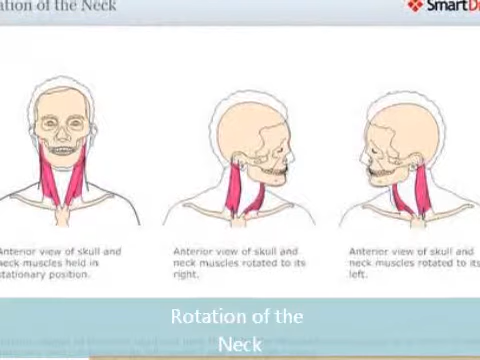 ation of the Neck
SmartD
Anterior view of skull and
neck muscles held in
stationary position.
Anterior view of skull and
neck muscles rotated to its
right.
Anterior view of skull and
neck muscles rotated to its
left.
Rotation of the
Neck